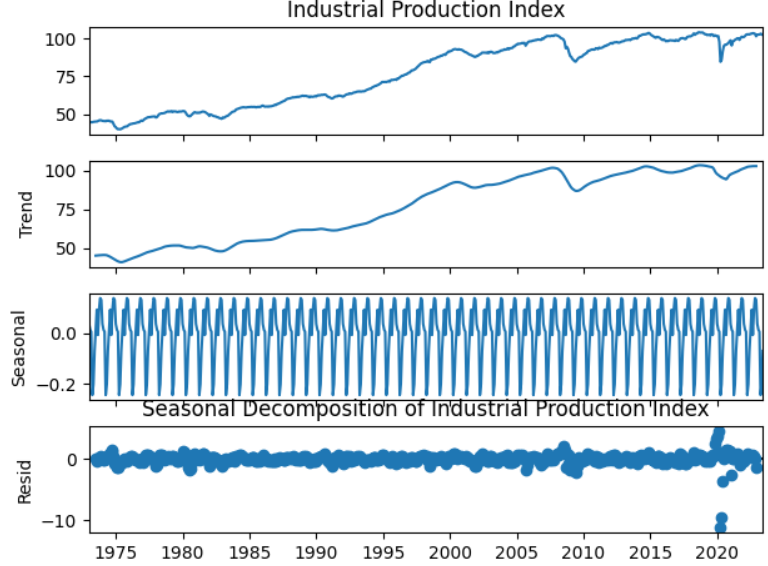 Industrial Production Index
100
75
50
Trend
100
75
50
Seasonal
0.0
−0.2
Seasonal Decomposition of Industrial Production Index
Resid
0
−10
1975 1980 1985 1990 1995 2000 2005 2010 2015 2020